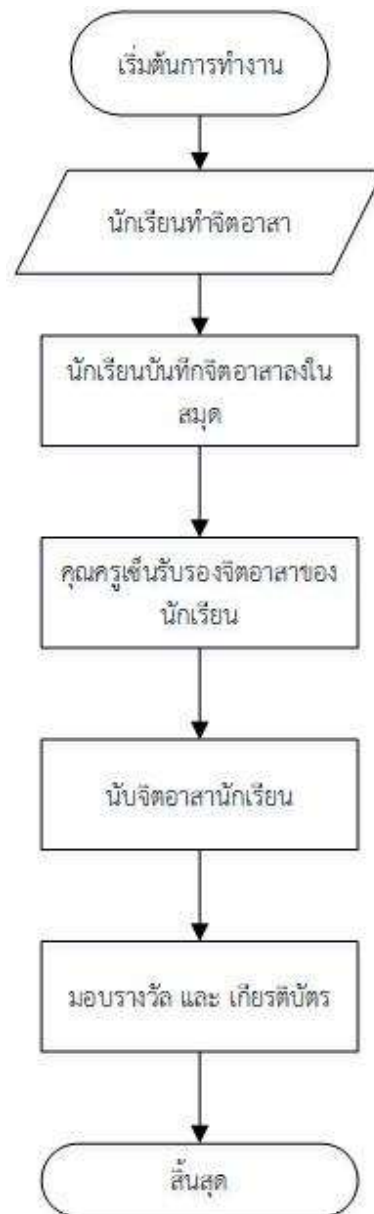 เริ่มต้นการทำงาน
นักเรียนทำจิตอาสา
นักเรียนบันทึกจิตอาสาลงใน
สมุด
คุณครูเซ็นรับรองจิตอาสาของ
นักเรียน
นับจิตอาสานักเรียน
มอบรางวัล และ เกียรติบัตร
สิ้นสุด